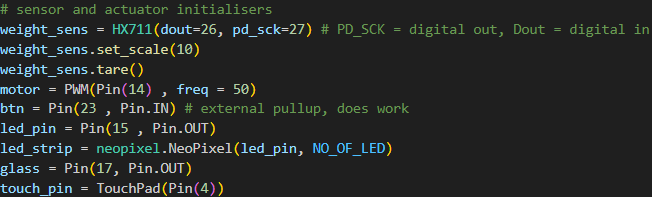 # sensor and actuator initialisers
weight_sens = HX711(dout=26, pd_sck=27) # PD_SCK = digital out, Dout = digital in
weight_sens.set_scale(10)
weight_sens.tare()
motor = PWM(Pin(14) , freq = 50)
btn = Pin(23 , Pin.IN) # external pullup, does work
led_pin = Pin(15 , Pin.OUT)
led_strip = neopixel.NeoPixel(led_pin, NO_OF_LED)
glass = Pin(17, Pin.OUT)
touch_pin = TouchPad(Pin(4))